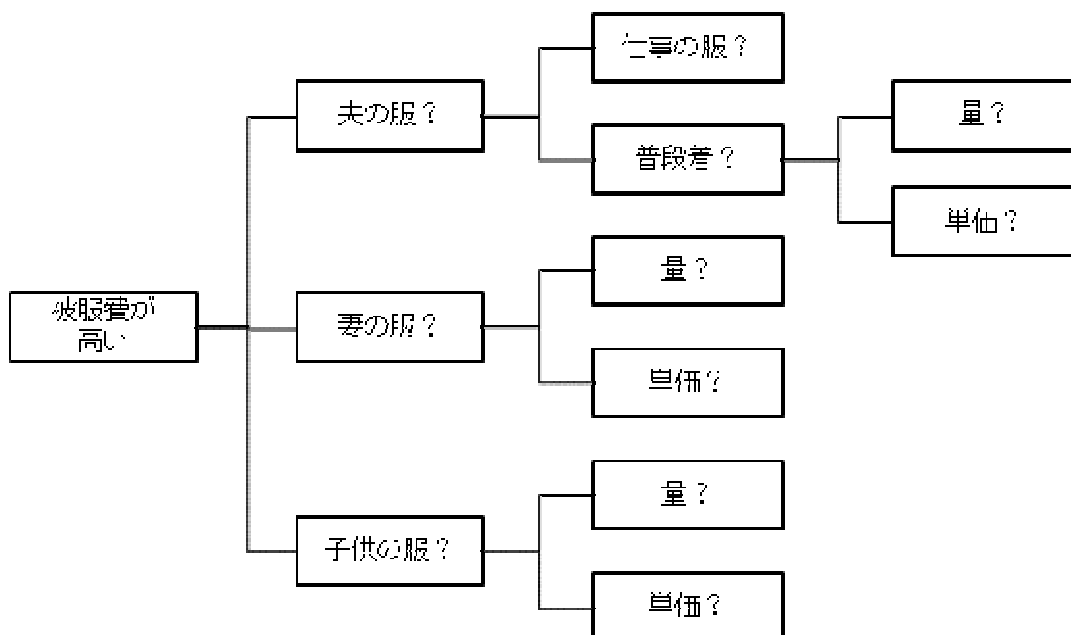 被服費が
高い
夫の服？
仕事の服？
普段着？
量？
単価？
妻の服？
量？
単価？
子供の服？
量？
単価？